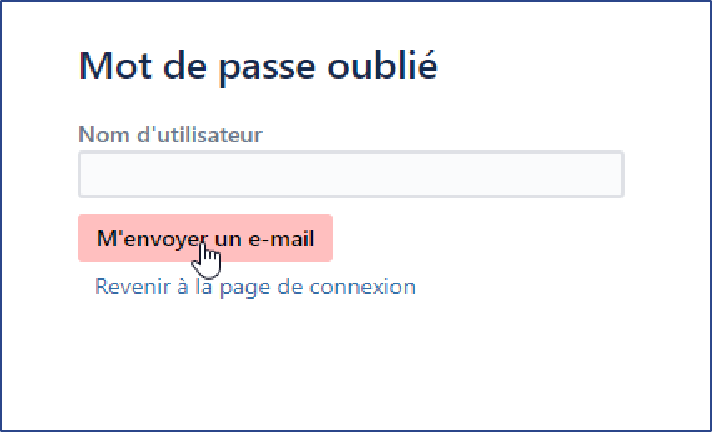 Mot de passe oublié
Nom d'utilisateur
M'envoyer un e-mail
Revenir à la page de connexion